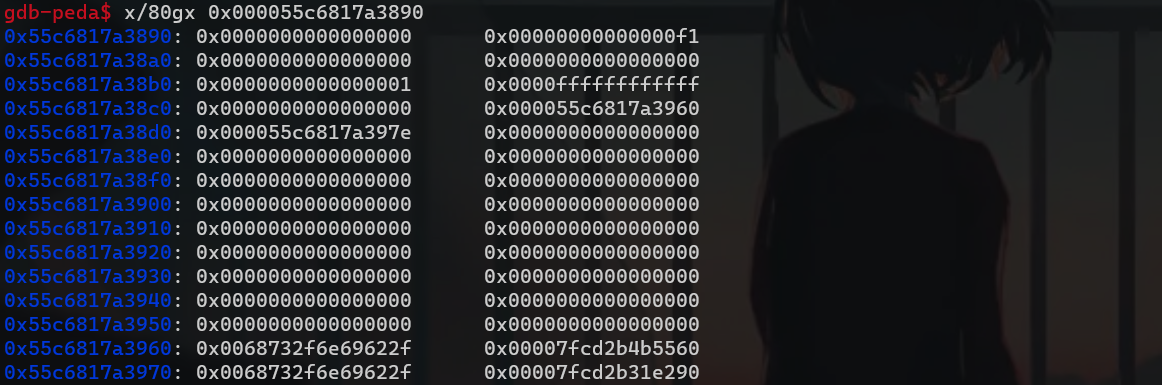 gdb-peda$ x/80gx 0x000055c6817a3890
0x55c6817a3890: 0x0000000000000000 0x00000000000000f1
0x55c6817a38a0: 0x0000000000000000 0x0000000000000000
0x55c6817a38b0: 0x0000000000000001 0x0000ffffffffffff
0x55c6817a38c0: 0x0000000000000000 0x000055c6817a3960
0x55c6817a38d0: 0x000055c6817a397e 0x0000000000000000
0x55c6817a38e0: 0x0000000000000000 0x0000000000000000
0x55c6817a38f0: 0x0000000000000000 0x0000000000000000
0x55c6817a3900: 0x0000000000000000 0x0000000000000000
0x55c6817a3910: 0x0000000000000000 0x0000000000000000
0x55c6817a3920: 0x0000000000000000 0x0000000000000000
0x55c6817a3930: 0x0000000000000000 0x0000000000000000
0x55c6817a3940: 0x0000000000000000 0x0000000000000000
0x55c6817a3950: 0x0000000000000000 0x0000000000000000
0x55c6817a3960: 0x0068732f6e69622f 0x00007fcd2b4b5560
0x55c6817a3970: 0x0068732f6e69622f 0x00007fcd2b31e290